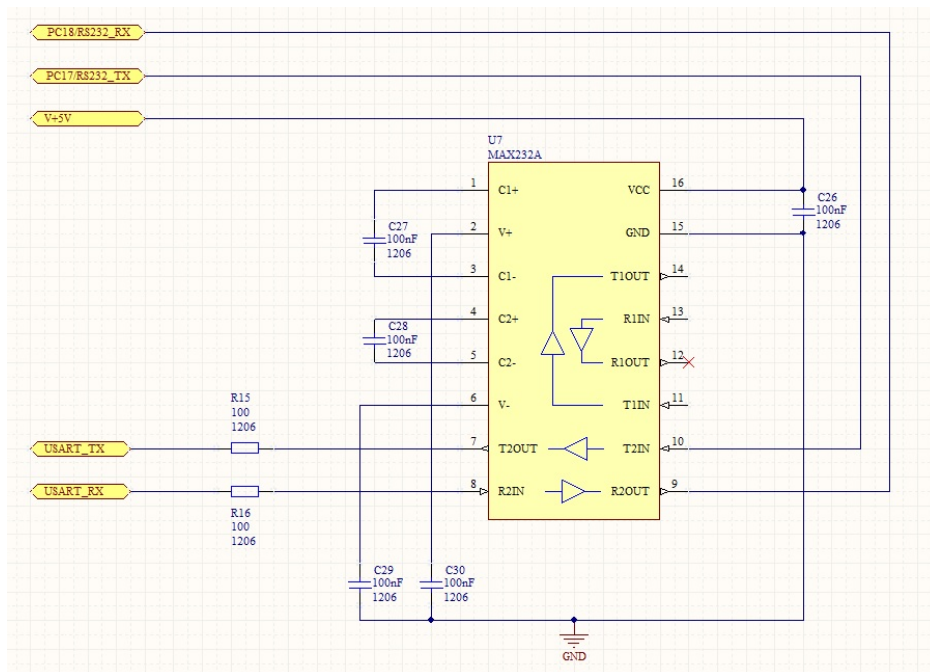 PC18/RS232_RX
PC17/RS232_TX
V+5V
U7
MAX232A
1 C1+ VCC 16
C26
100nF
1206
C27
100nF
1206
2 V+ GND 15
3 C1- T1OUT 14
4 C2+ R1IN 13
C28
100nF
1206
5 C2- R1OUT 12
6 V- T1IN 11
R15
100
1206
USART_TX
7 T2OUT T2IN 10
USART_RX
8 R2IN R2OUT 9
R16
100
1206
C29
100nF
1206
C30
100nF
1206
GND